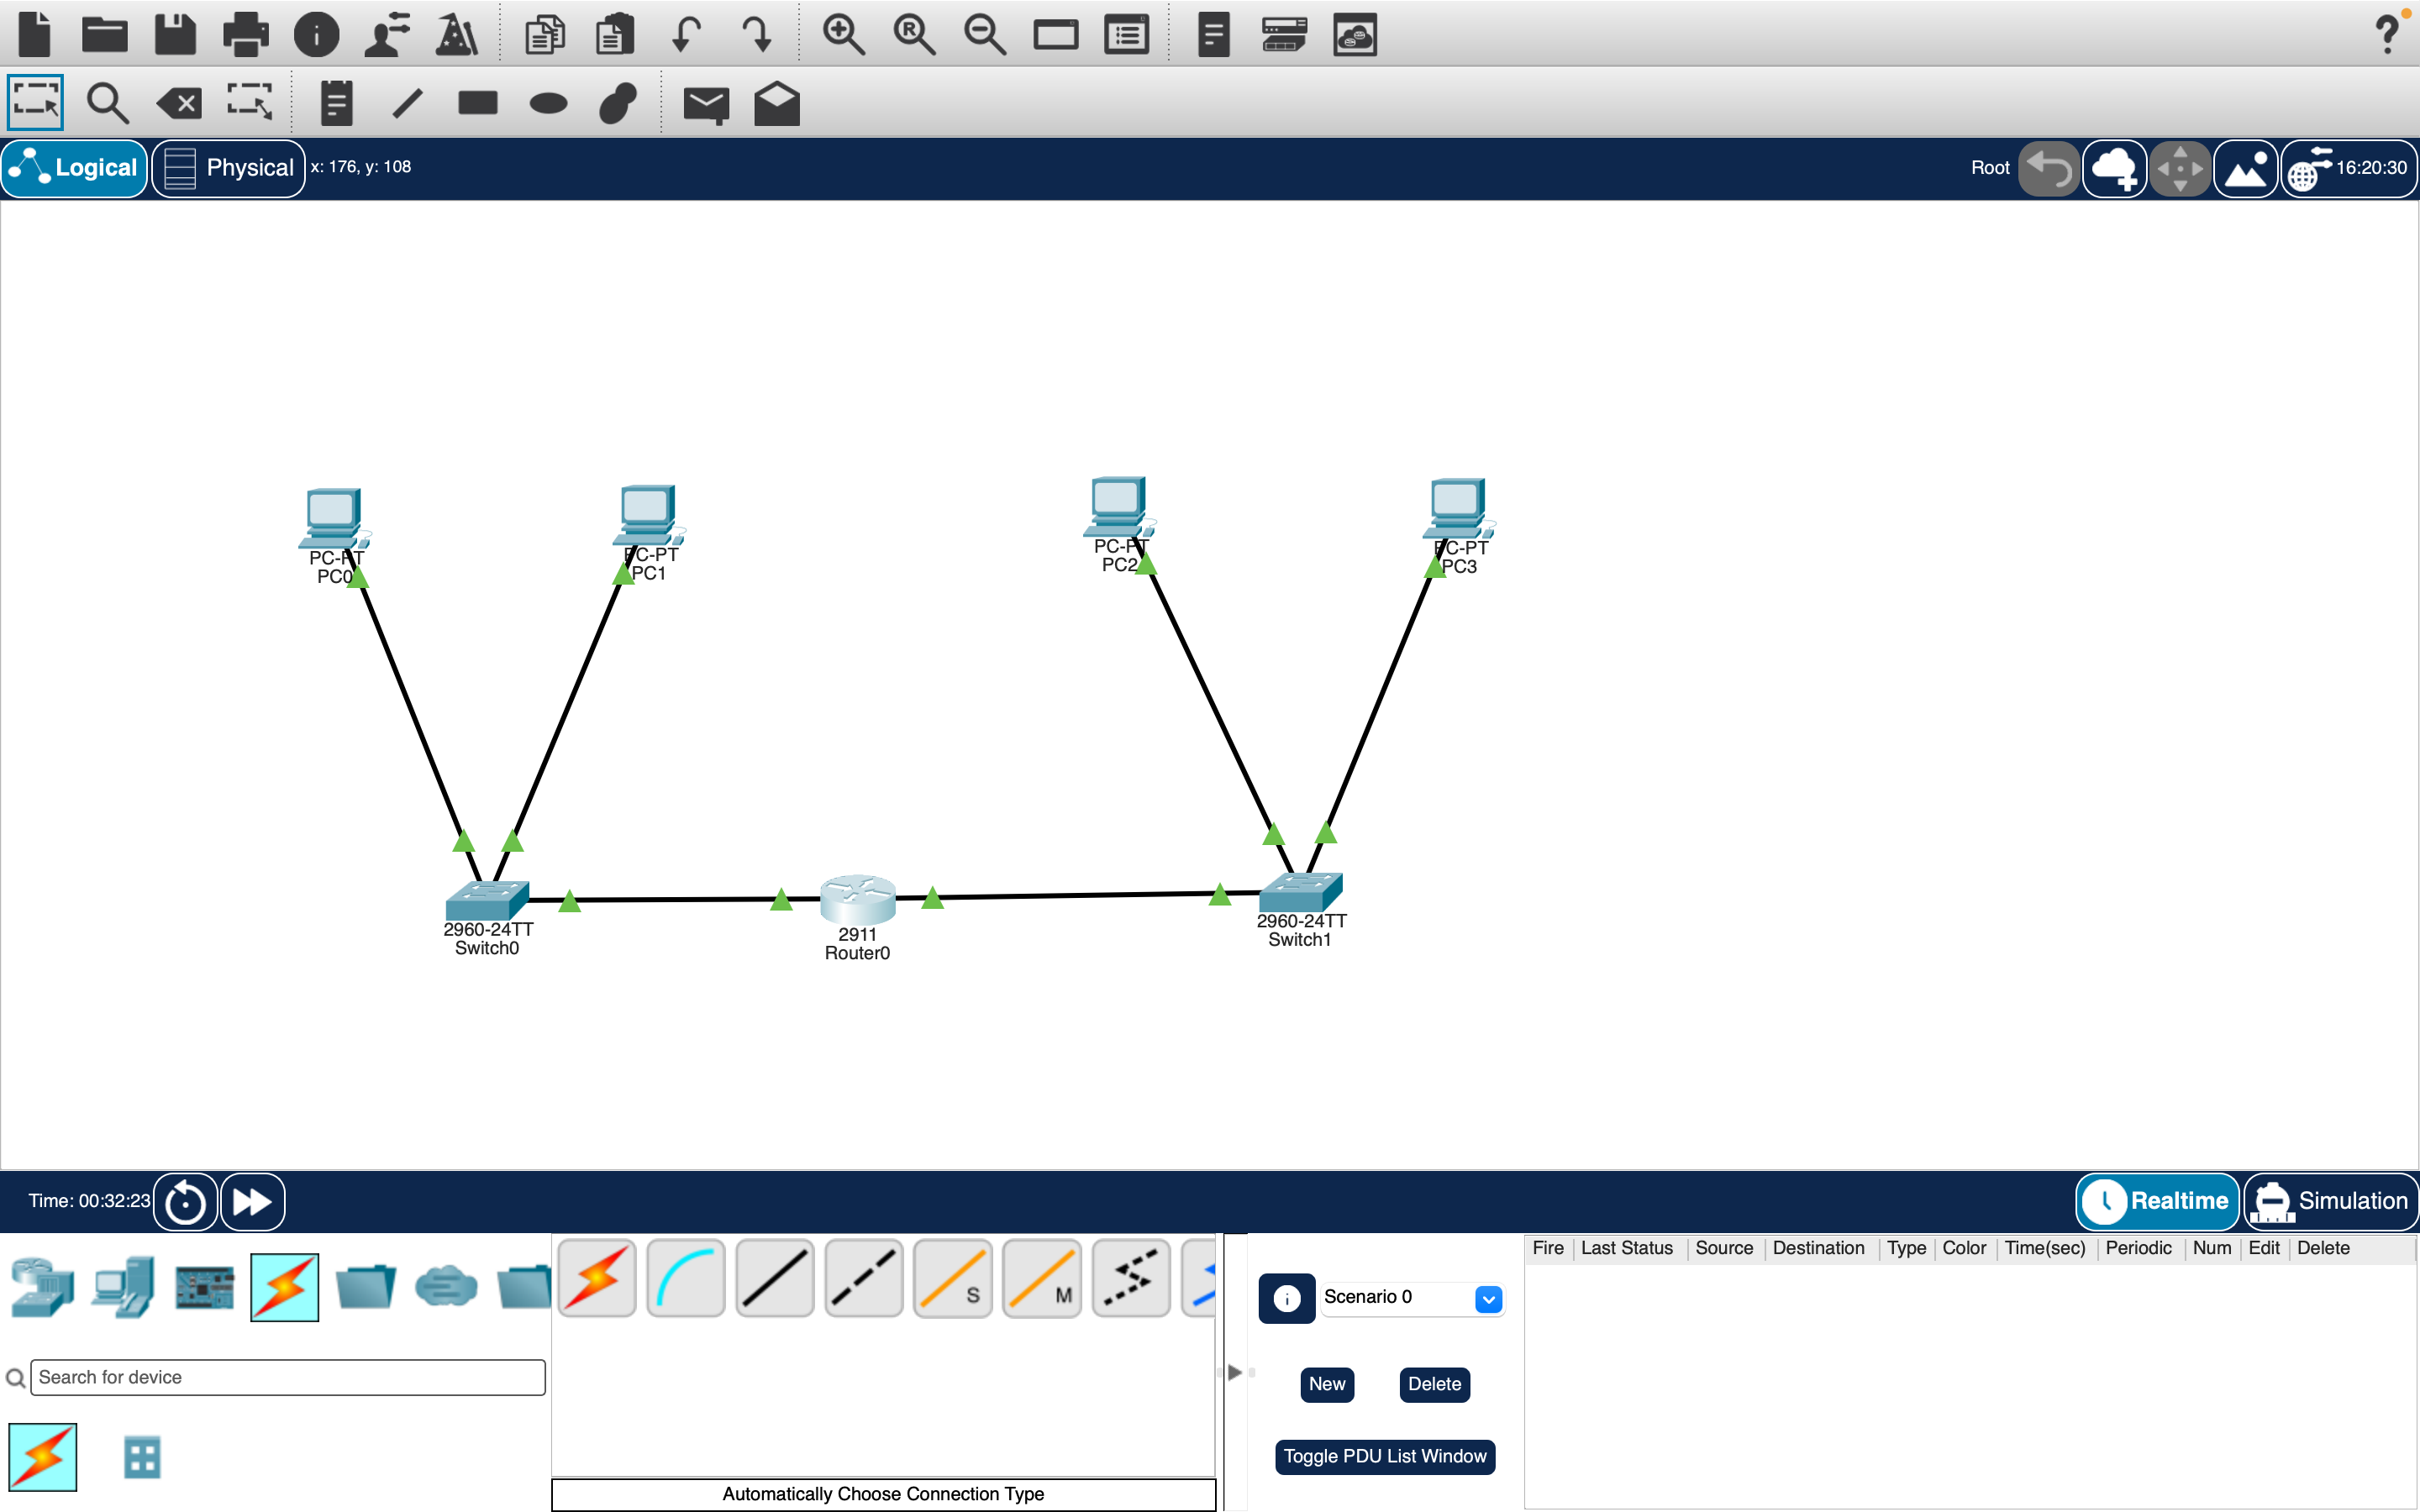 Logical
Physical
x: 176, y: 108
Root
16:20:30
PC-PT
PC0
PC-PT
PC1
PC-PT
PC2
PC-PT
PC3
2960-24TT
Switch0
2911
Router0
2960-24TT
Switch1
Time: 00:32:23
Realtime
Simulation
S
M
Search for device
Automatically Choose Connection Type
Scenario 0
New
Delete
Toggle PDU List Window
Fire Last Status Source Destination Type Color Time(sec) Periodic Num Edit Delete